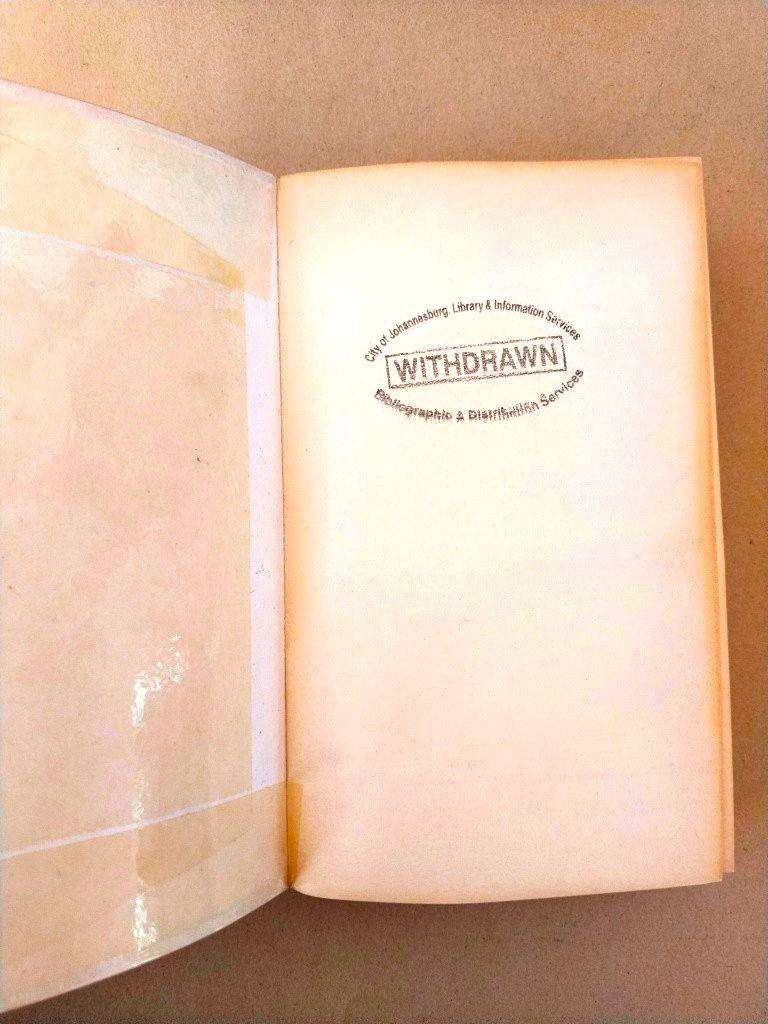 City of Johannesburg. Library & Information Services
WITHDRAWN
Bibliographic & Distribution Services